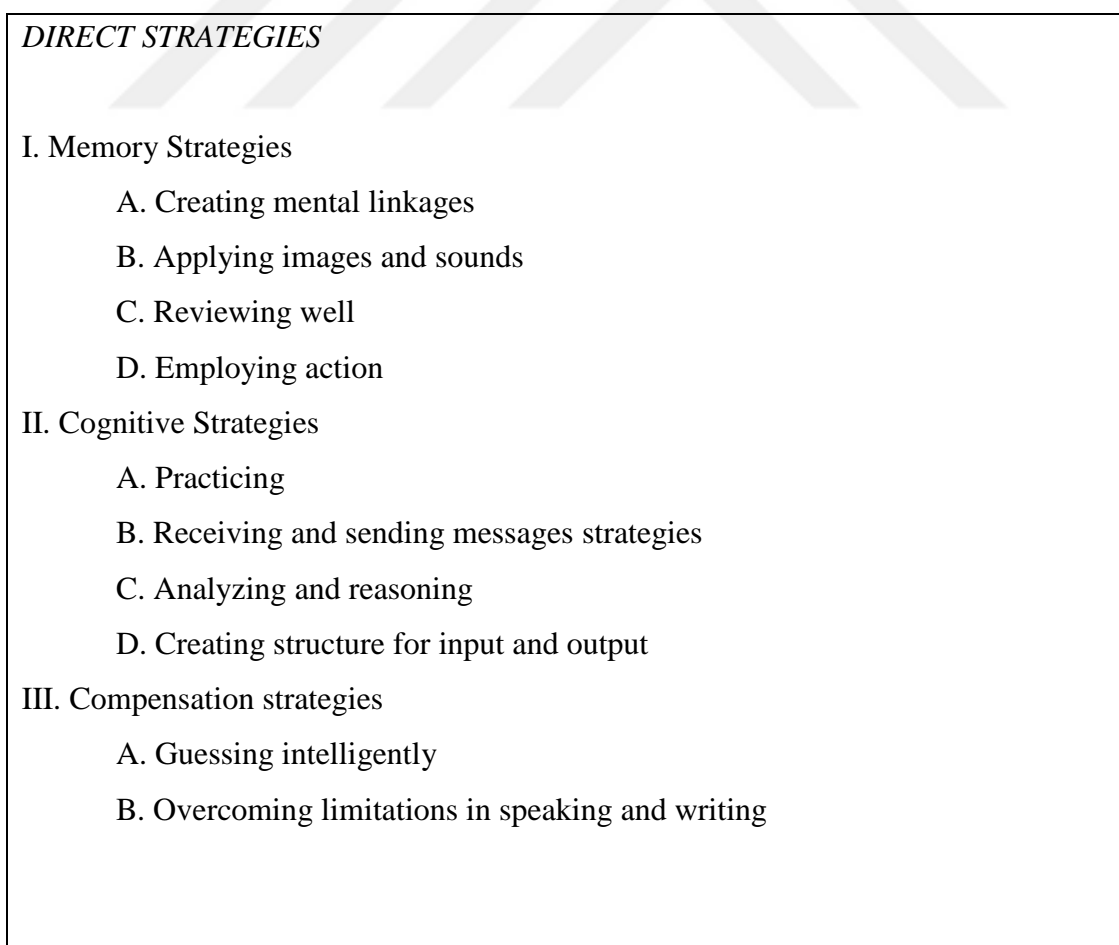 DIRECT STRATEGIES
I. Memory Strategies
A. Creating mental linkages
B. Applying images and sounds
C. Reviewing well
D. Employing action
II. Cognitive Strategies
A. Practicing
B. Receiving and sending messages strategies
C. Analyzing and reasoning
D. Creating structure for input and output
III. Compensation strategies
A. Guessing intelligently
B. Overcoming limitations in speaking and writing